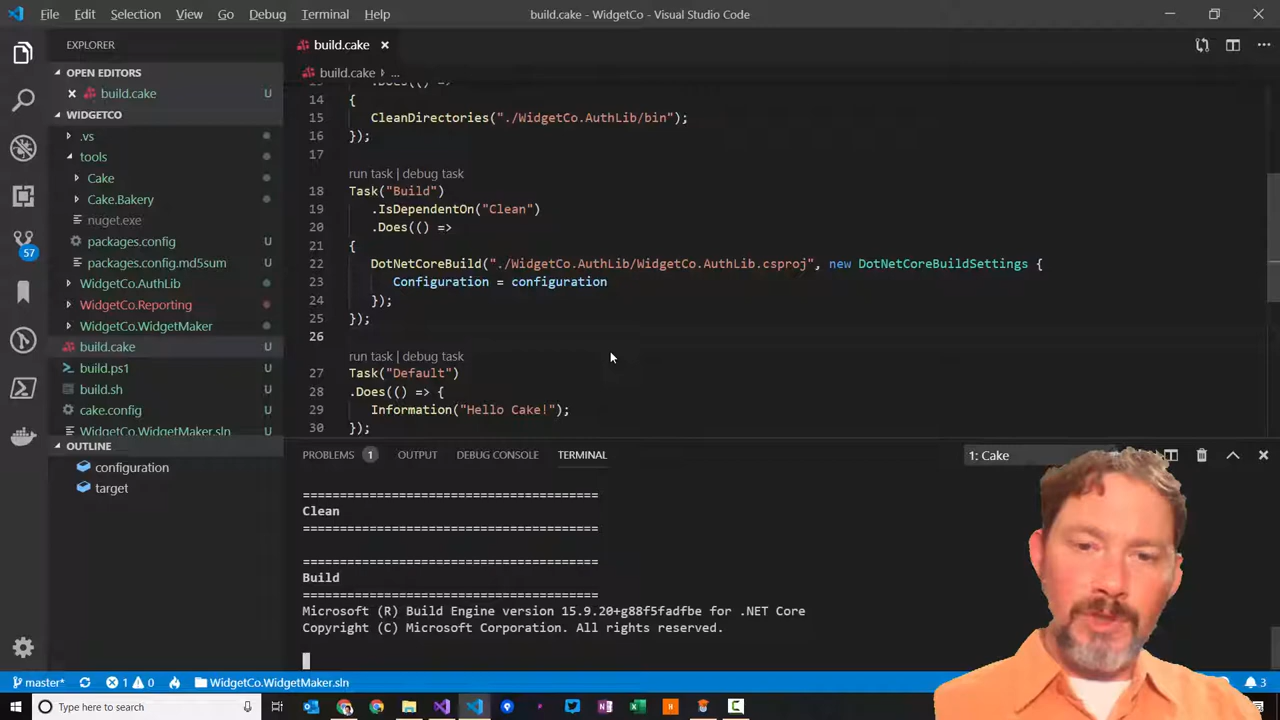 File Edit Selection View Go Debug Terminal Help build.cake - WidgetCo - Visual Studio Code
EXPLORER
build.cake
OPEN EDITORS
build.cake U
build.cake ...
WIDGETCO
.vs
tools
Cake
Cake.Bakery
nuget.exe
packages.config U
packages.config.md5sum U
WidgetCo.AuthLib
WidgetCo.Reporting
WidgetCo.WidgetMaker
build.cake U
build.ps1 U
build.sh U
cake.config U
WidgetCo.WidgetMaker.sln U
OUTLINE
configuration
target
57
14 {
15 CleanDirectories("./WidgetCo.AuthLib/bin");
16 });
17
run task | debug task
18 Task("Build")
19 .IsDependentOn("Clean")
20 .Does(() =>
21 {
22 DotNetCoreBuild("./WidgetCo.AuthLib/WidgetCo.AuthLib.csproj", new DotNetCoreBuildSettings {
23 Configuration = configuration
24 });
25 });
26
run task | debug task
27 Task("Default")
28 .Does(() => {
29 Information("Hello Cake!");
30 });
PROBLEMS 1 OUTPUT DEBUG CONSOLE TERMINAL 1: Cake
========================================
Clean
========================================
========================================
Build
========================================
Microsoft (R) Build Engine version 15.9.20+g88f5fadfbe for .NET Core
Copyright (C) Microsoft Corporation. All rights reserved.
master* 1 0 WidgetCo.WidgetMaker.sln 3
Type here to search